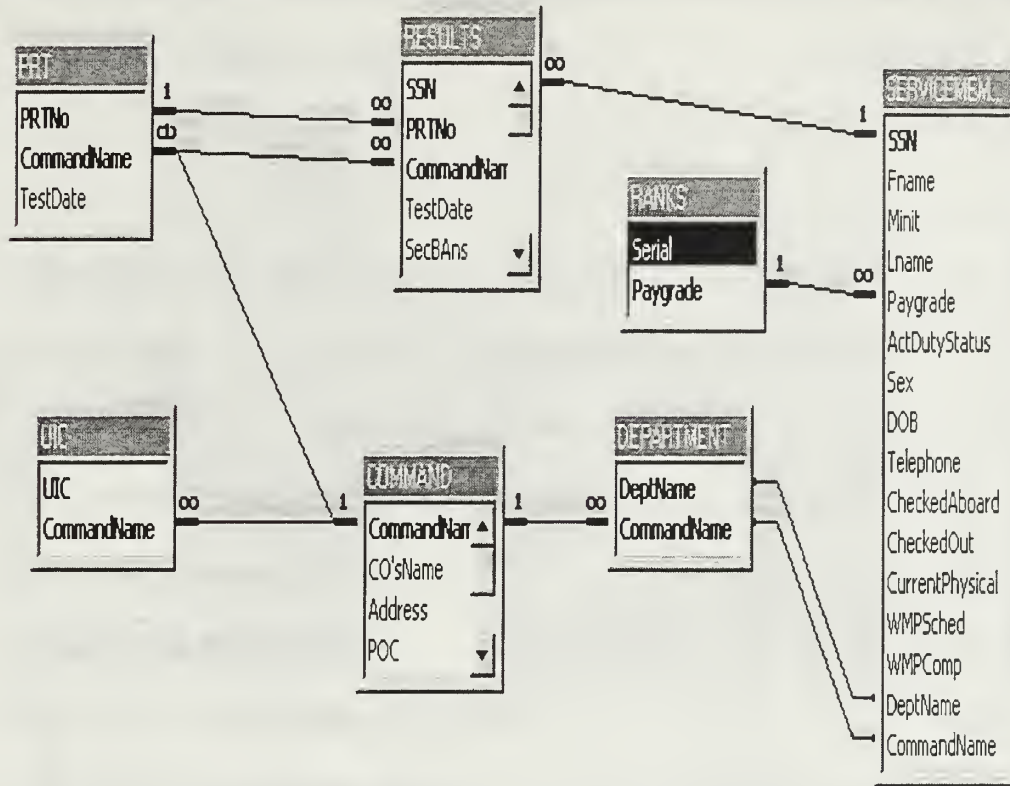 PRT
PRTNo
CommandName
TestDate
1
RESULTS
SSN
PRTNo
CommandNam
TestDate
SecBAns
∞
∞
∞
SERVICEMEM...
1
SSN
Fname
Minit
Lname
Paygrade
ActDutyStatus
Sex
DOB
Telephone
CheckedAboard
CheckedOut
CurrentPhysical
WMPSched
WMPComp
DeptName
CommandName
RANKS
Serial
Paygrade
1
∞
UIC
UIC
CommandName
∞
1
COMMAND
CommandNam
CO'sName
Address
POC
1
∞
DEPARTMENT
DeptName
CommandName